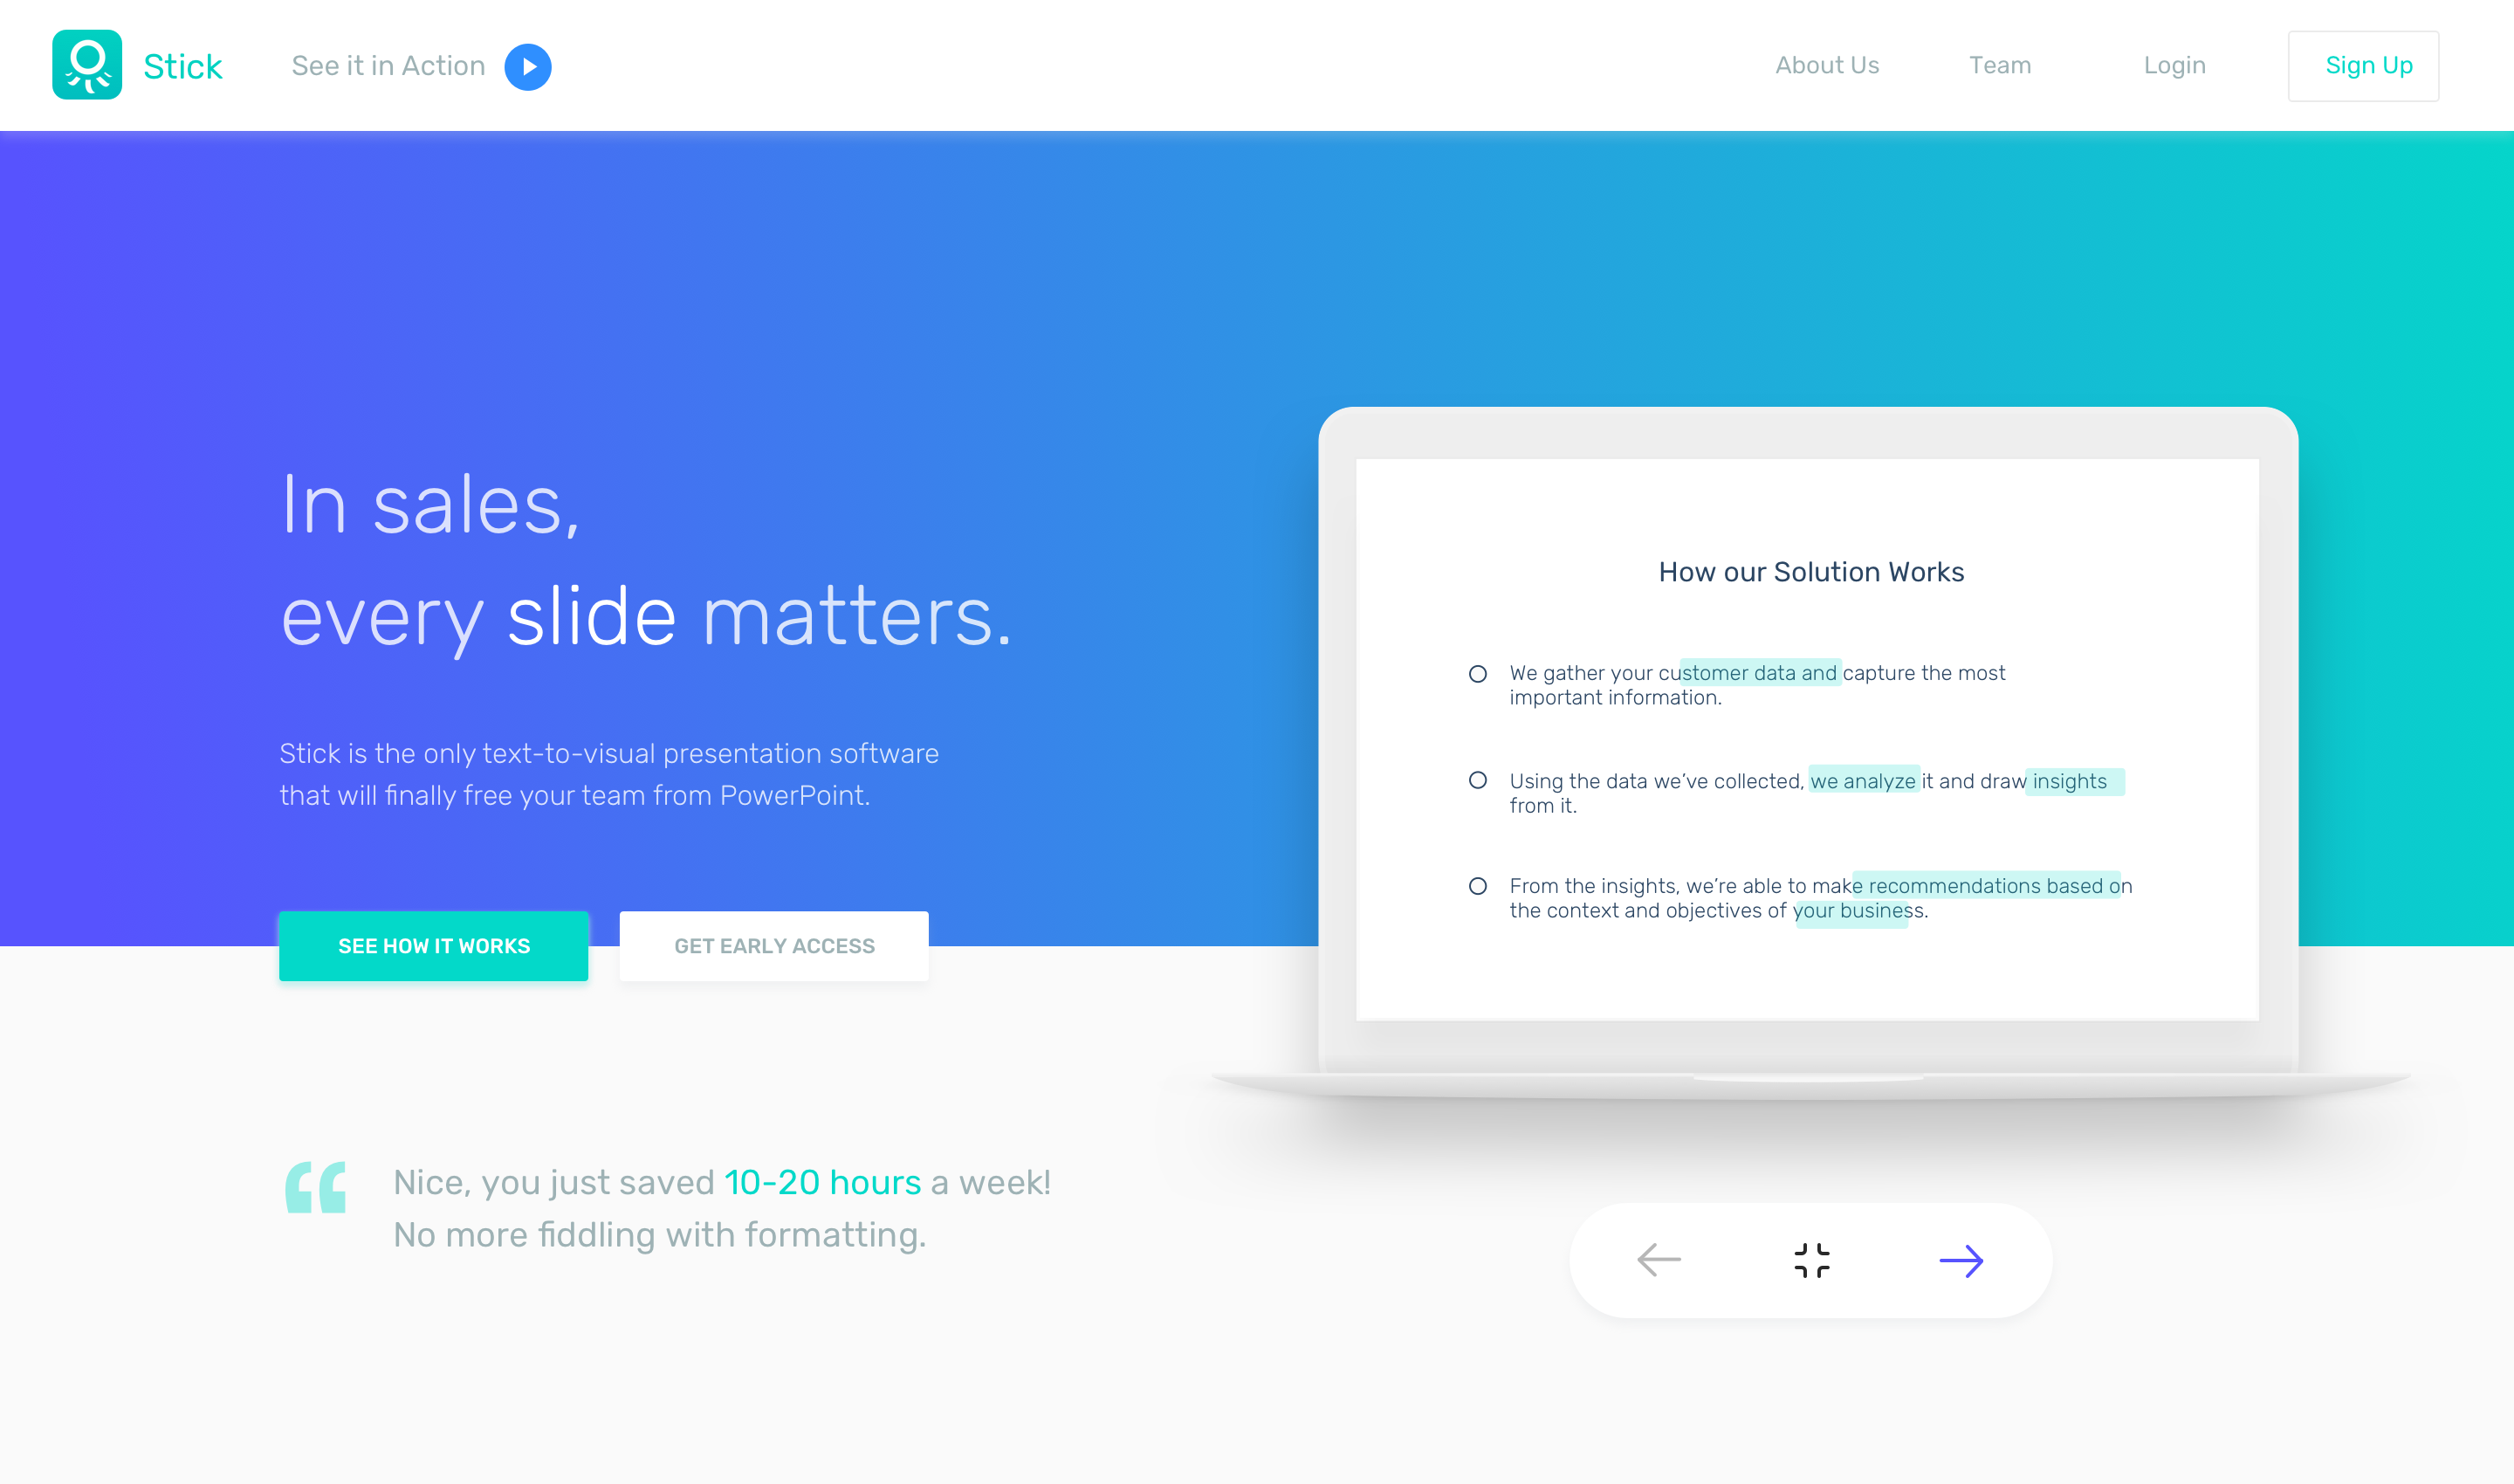 Stick
See it in Action
About Us
Team
Login
Sign Up
In sales,
every slide matters.
Stick is the only text-to-visual presentation software
that will finally free your team from PowerPoint.
SEE HOW IT WORKS
GET EARLY ACCESS
How our Solution Works
We gather your customer data and capture the most
important information.
Using the data we’ve collected, we analyze it and draw insights
from it.
From the insights, we’re able to make recommendations based on
the context and objectives of your business.
“
Nice, you just saved 10-20 hours a week!
No more fiddling with formatting.